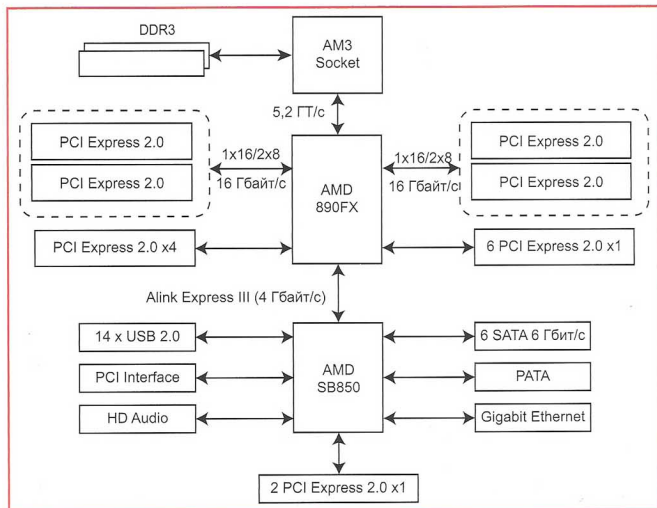 DDR3
AM3
Socket
5,2 ГТ/с
PCI Express 2.0
PCI Express 2.0
1x16/2x8
16 Гбайт/с
AMD
890FX
1x16/2x8
16 Гбайт/с
PCI Express 2.0
PCI Express 2.0
PCI Express 2.0 x4
6 PCI Express 2.0 x1
Alink Express III (4 Гбайт/с)
14 x USB 2.0
PCI Interface
HD Audio
AMD
SB850
6 SATA 6 Гбит/с
PATA
Gigabit Ethernet
2 PCI Express 2.0 x1